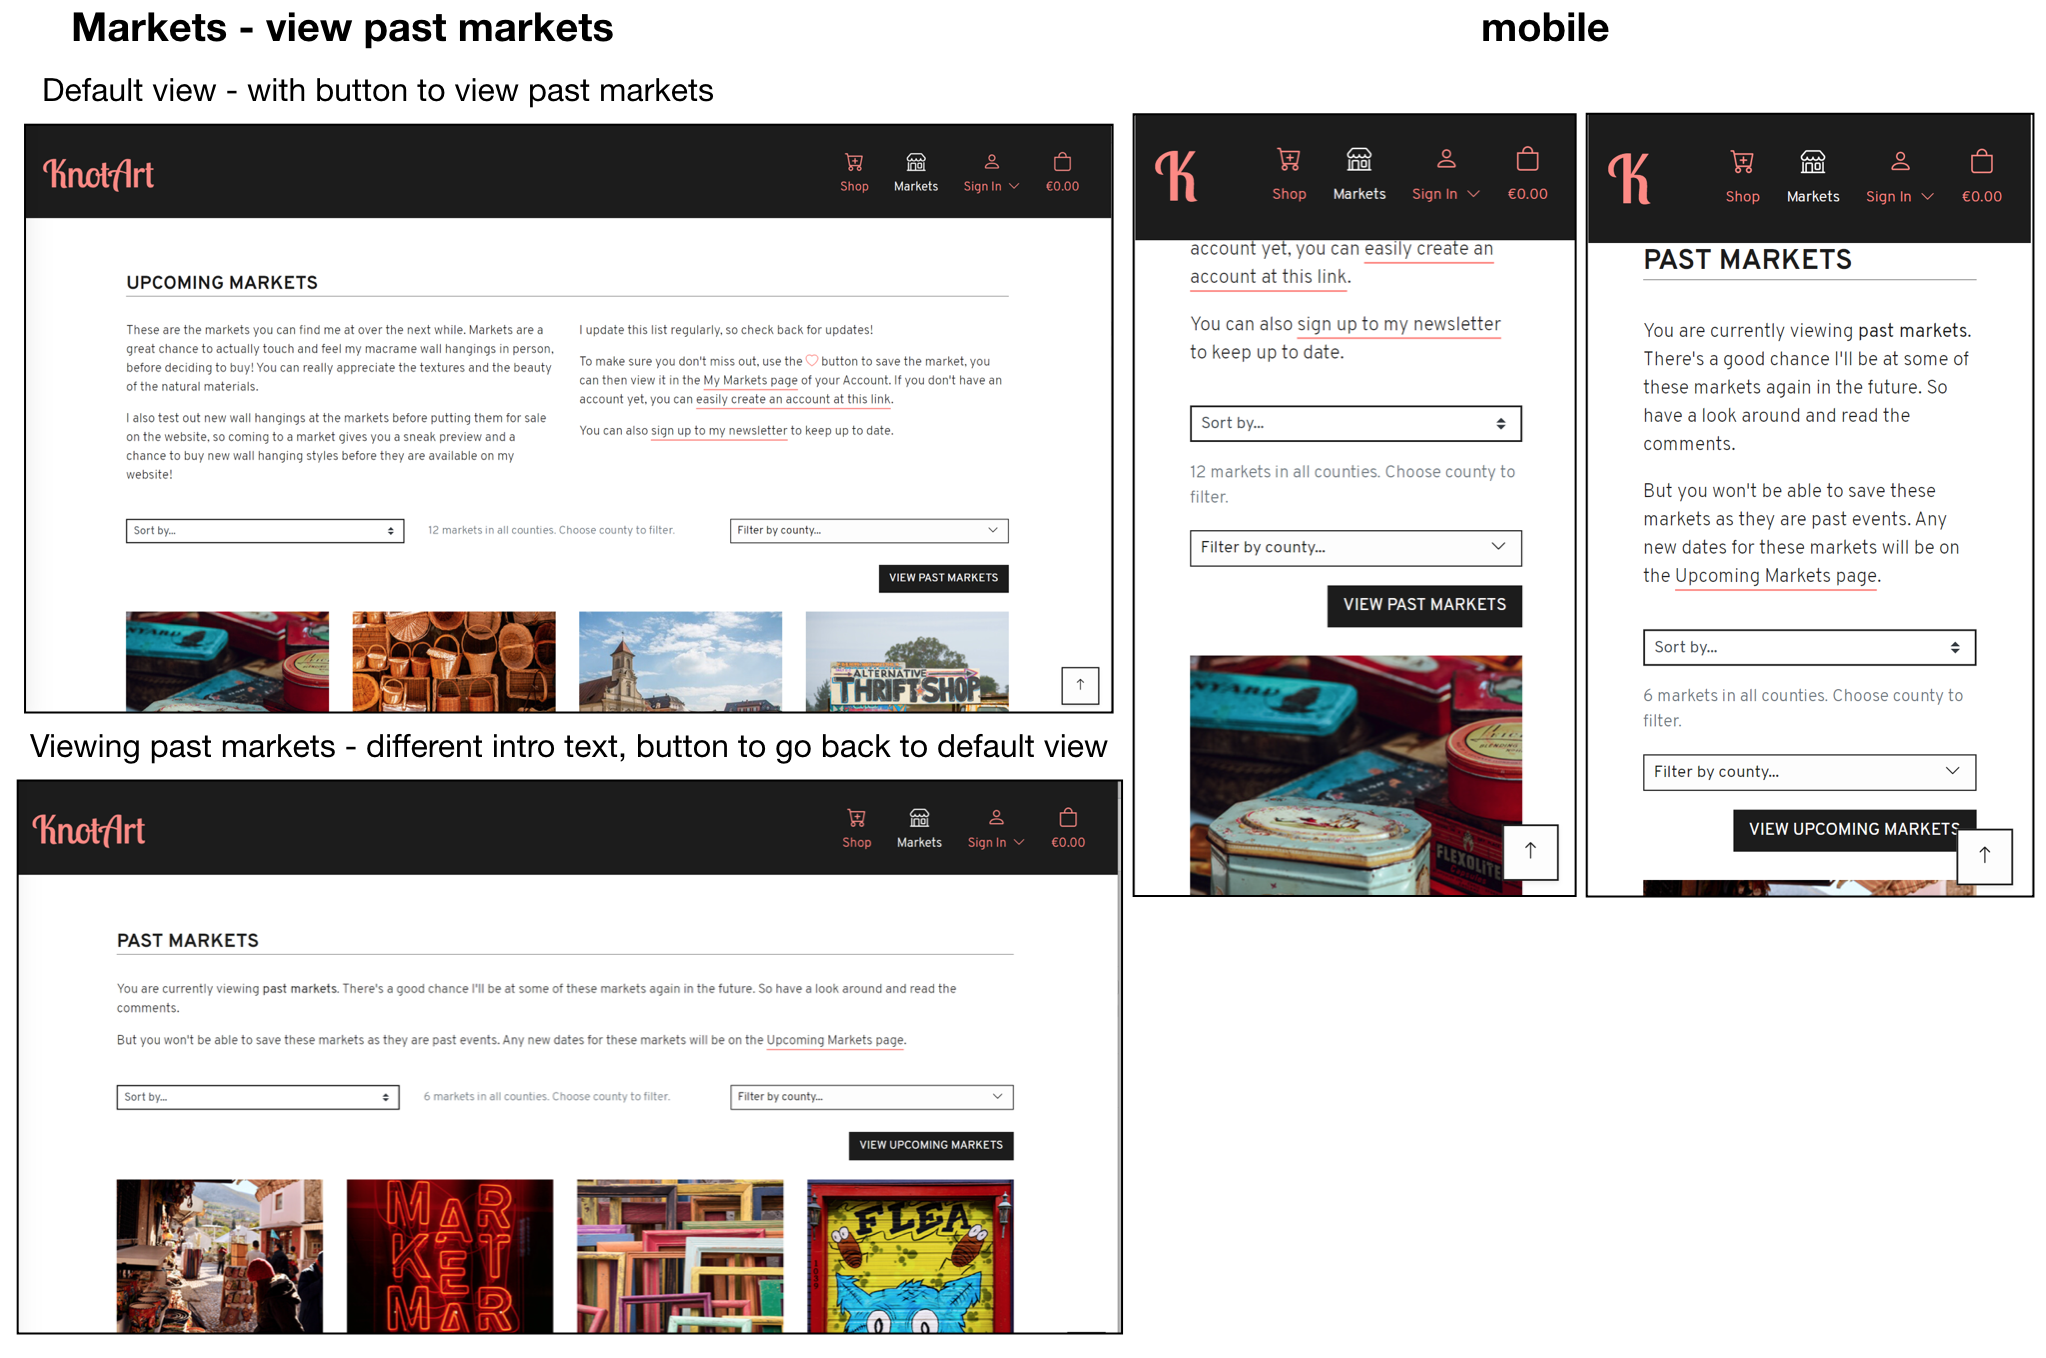 Markets - view past markets
mobile
Default view - with button to view past markets
KnotArt
Shop
Markets
Sign In
€0.00
UPCOMING MARKETS
These are the markets you can find me at over the next while. Markets are a
great chance to actually touch and feel my macrame wall hangings in person,
before deciding to buy! You can really appreciate the textures and the beauty
of the natural materials.
I also test out new wall hangings at the markets before putting them for sale
on the website, so coming to a market gives you a sneak preview and a
chance to buy new wall hanging styles before they are available on my
website!
I update this list regularly, so check back for updates!
To make sure you don't miss out, use the ♡ button to save the market, you
can then view it in the My Markets page of your Account. If you don't have an
account yet, you can easily create an account at this link.
You can also sign up to my newsletter to keep up to date.
Sort by...
12 markets in all counties. Choose county to filter.
Filter by county...
VIEW PAST MARKETS
NYARD
ALTERNATIVE
THRIFT SHOP
↑
Viewing past markets - different intro text, button to go back to default view
KnotArt
Shop
Markets
Sign In
€0.00
PAST MARKETS
You are currently viewing past markets. There's a good chance I'll be at some of these markets again in the future. So have a look around and read the
comments.
But you won't be able to save these markets as they are past events. Any new dates for these markets will be on the Upcoming Markets page.
Sort by...
6 markets in all counties. Choose county to filter.
Filter by county...
VIEW UPCOMING MARKETS
MAR
KET
MAR
FLEA
1039
K
Shop
Markets
Sign In
€0.00
account yet, you can easily create an
account at this link.
You can also sign up to my newsletter
to keep up to date.
Sort by...
12 markets in all counties. Choose county to
filter.
Filter by county...
VIEW PAST MARKETS
NYARD
FLEXOLITE
↑
K
Shop
Markets
Sign In
€0.00
PAST MARKETS
You are currently viewing past markets.
There's a good chance I'll be at some of
these markets again in the future. So
have a look around and read the
comments.
But you won't be able to save these
markets as they are past events. Any
new dates for these markets will be on
the Upcoming Markets page.
Sort by...
6 markets in all counties. Choose county to
filter.
Filter by county...
VIEW UPCOMING MARKETS
↑